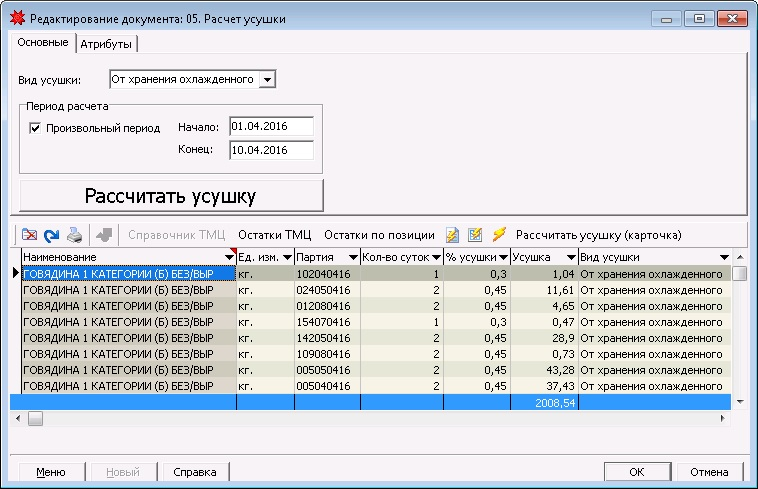 Редактирование документа: 05. Расчет усушки
Основные Атрибуты
Вид усушки: От хранения охлажденного
Период расчета
Произвольный период Начало: 01.04.2016
Конец: 10.04.2016
Рассчитать усушку
Справочник ТМЦ Остатки ТМЦ Остатки по позиции Рассчитать усушку (карточка)
Наименование Ед. изм. Партия Кол-во суток % усушки Усушка Вид усушки
ГОВЯДИНА 1 КАТЕГОРИИ (Б) БЕЗ/ВЫР кг. 102040416 1 0,3 1,04 От хранения охлажденного
ГОВЯДИНА 1 КАТЕГОРИИ (Б) БЕЗ/ВЫР кг. 024050416 2 0,45 11,61 От хранения охлажденного
ГОВЯДИНА 1 КАТЕГОРИИ (Б) БЕЗ/ВЫР кг. 012080416 2 0,45 4,65 От хранения охлажденного
ГОВЯДИНА 1 КАТЕГОРИИ (Б) БЕЗ/ВЫР кг. 154070416 1 0,3 0,47 От хранения охлажденного
ГОВЯДИНА 1 КАТЕГОРИИ (Б) БЕЗ/ВЫР кг. 142050416 2 0,45 28,9 От хранения охлажденного
ГОВЯДИНА 1 КАТЕГОРИИ (Б) БЕЗ/ВЫР кг. 109080416 2 0,45 0,73 От хранения охлажденного
ГОВЯДИНА 1 КАТЕГОРИИ (Б) БЕЗ/ВЫР кг. 005050416 2 0,45 43,28 От хранения охлажденного
ГОВЯДИНА 1 КАТЕГОРИИ (Б) БЕЗ/ВЫР кг. 005040416 2 0,45 37,43 От хранения охлажденного
2008,54
Меню Новый Справка OK Отмена